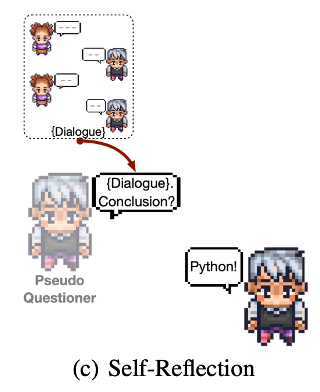 ---
--
--
--
{Dialogue}
{Dialogue}.
Conclusion?
Pseudo
Questioner
Python!
(c) Self-Reflection